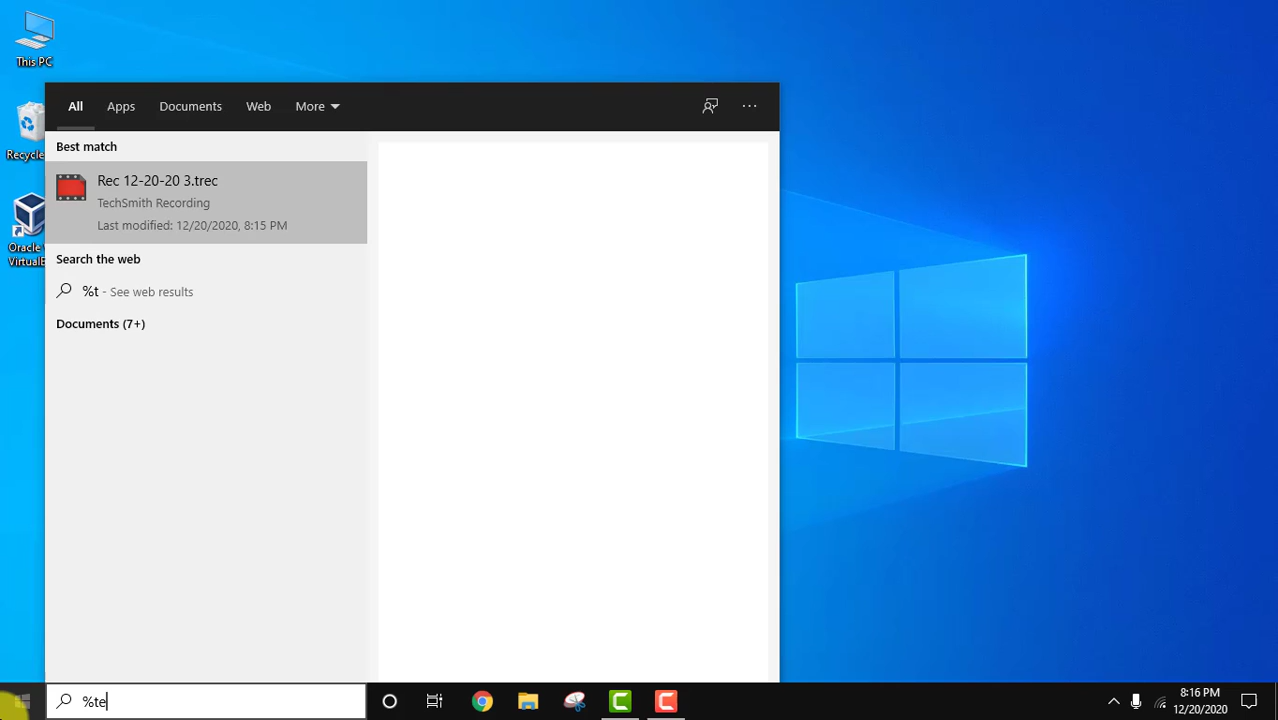 This PC
Recycle
Oracle
VirtualB
All
Apps
Documents
Web
More
Best match
Rec 12-20-20 3.trec
TechSmith Recording
Last modified: 12/20/2020, 8:15 PM
Search the web
%t - See web results
Documents (7+)
%te
8:16 PM
12/20/2020